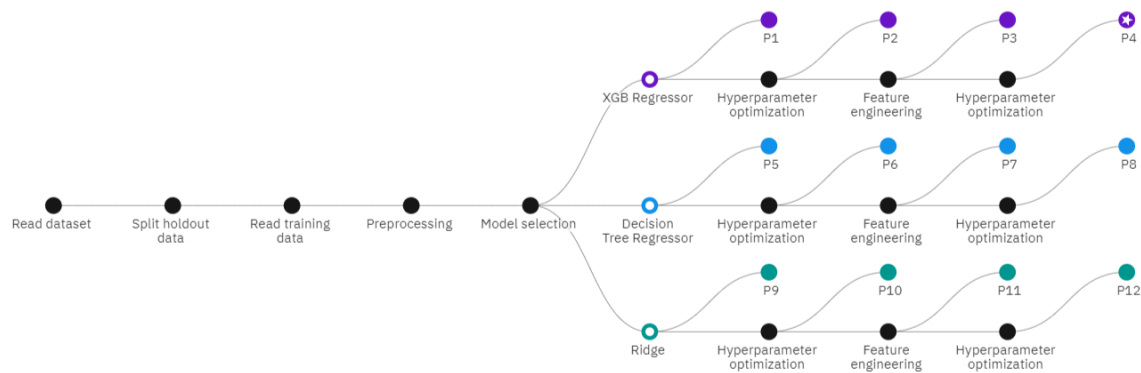 P1
P2
P3
P4
XGB Regressor
Hyperparameter
optimization
Feature
engineering
Hyperparameter
optimization
P5
P6
P7
P8
Read dataset
Split holdout
data
Read training
data
Preprocessing
Model selection
Decision
Tree Regressor
Hyperparameter
optimization
Feature
engineering
Hyperparameter
optimization
P9
P10
P11
P12
Ridge
Hyperparameter
optimization
Feature
engineering
Hyperparameter
optimization